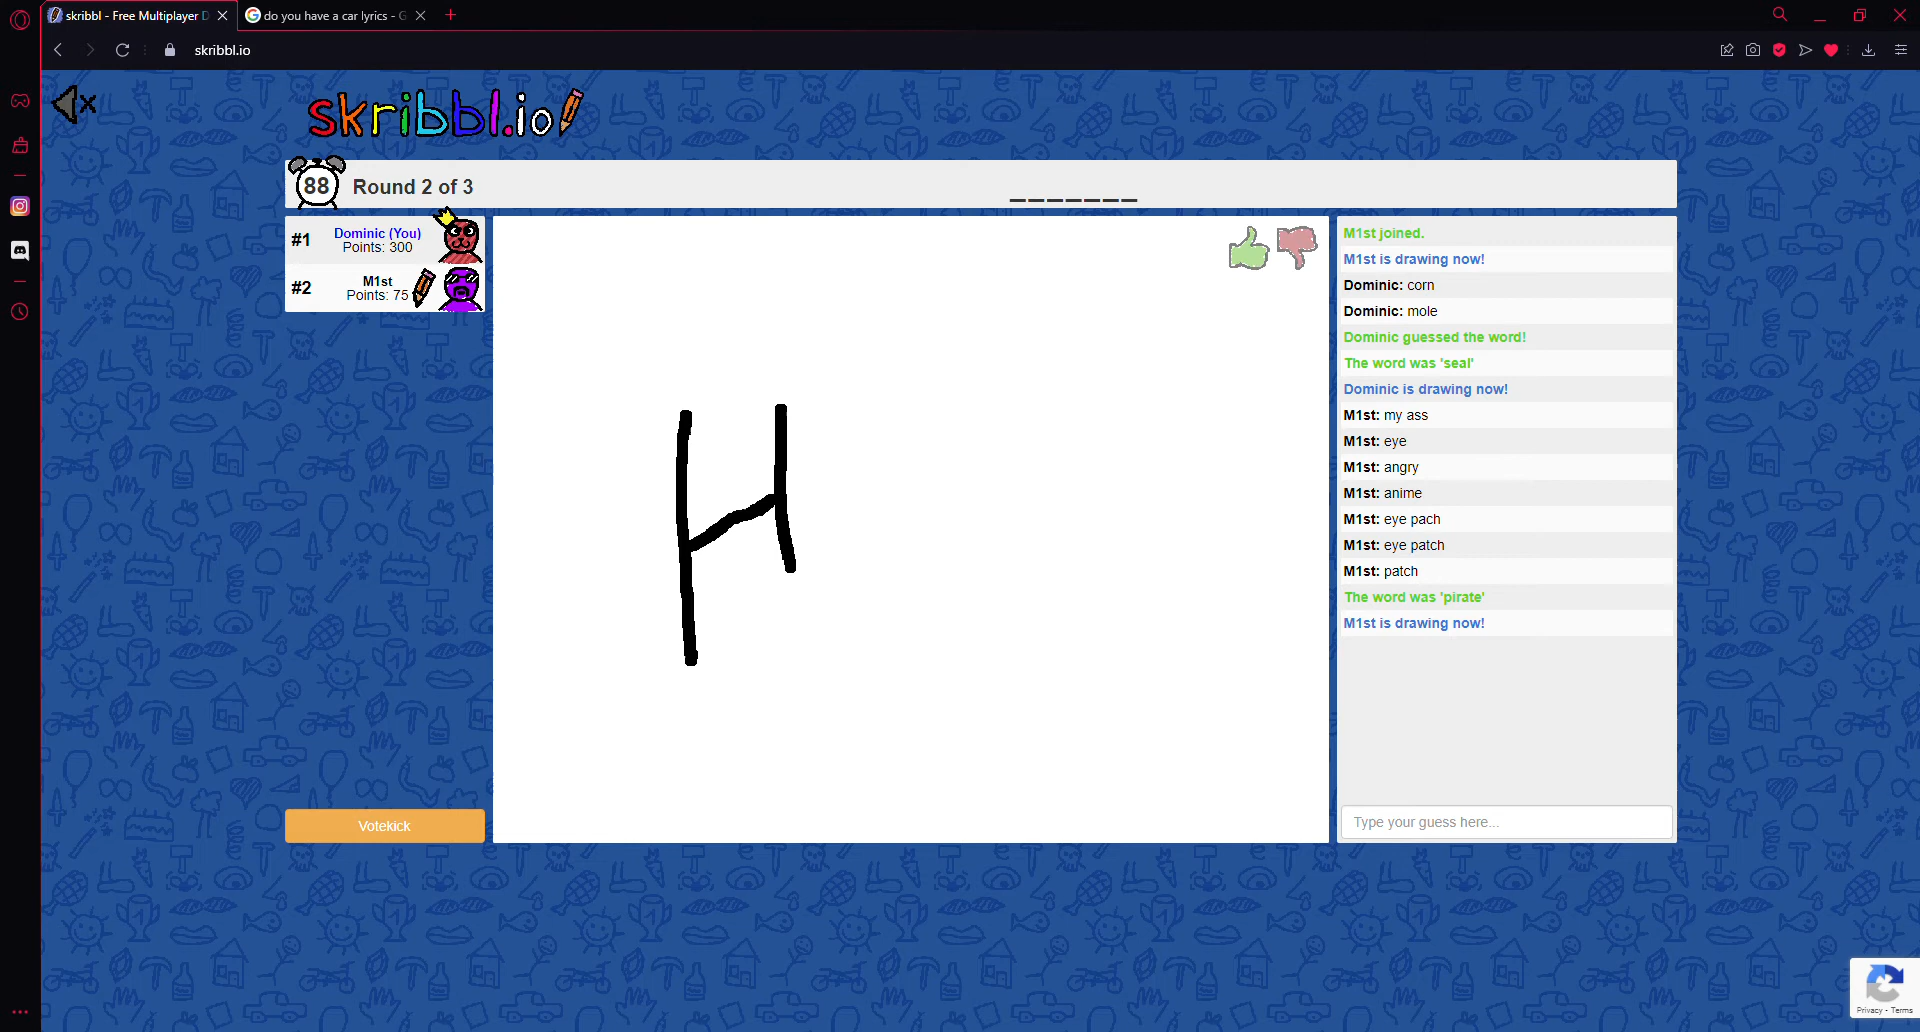 skribbl - Free Multiplayer D
do you have a car lyrics - G
skribbl.io
skribbl.io
88
Round 2 of 3
_______
#1
Dominic (You)
Points: 300
#2
M1st
Points: 75
H
M1st joined.
M1st is drawing now!
Dominic: corn
Dominic: mole
Dominic guessed the word!
The word was 'seal'
Dominic is drawing now!
M1st: my ass
M1st: eye
M1st: angry
M1st: anime
M1st: eye pach
M1st: eye patch
M1st: patch
The word was 'pirate'
M1st is drawing now!
Votekick
Type your guess here...
Privacy - Terms